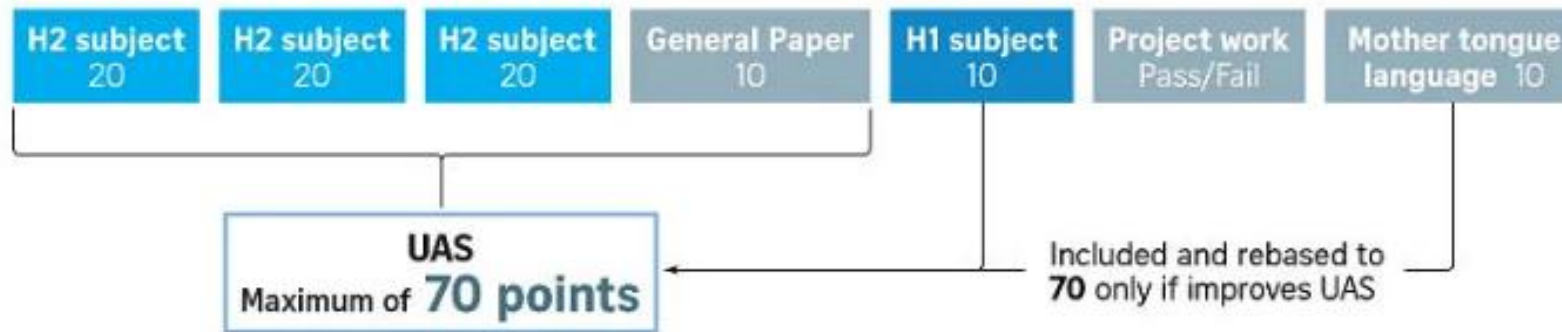 H2 subject
20
H2 subject
20
H2 subject
20
General Paper
10
H1 subject
10
Project work
Pass/Fail
Mother tongue
language 10
UAS
Maximum of 70 points
Included and rebased to
70 only if improves UAS